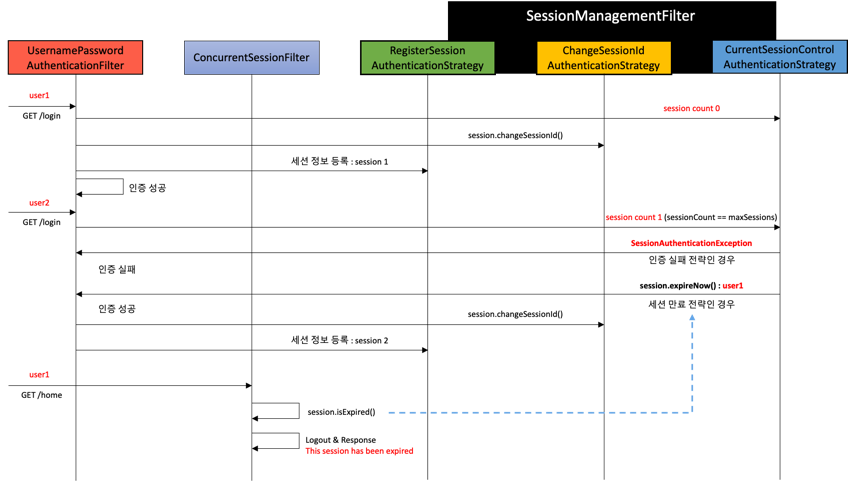 SessionManagementFilter
UsernamePassword
AuthenticationFilter
ConcurrentSessionFilter
RegisterSession
AuthenticationStrategy
ChangeSessionId
AuthenticationStrategy
CurrentSessionControl
AuthenticationStrategy
user1
GET /login
session count 0
session.changeSessionId()
세션 정보 등록 : session 1
인증 성공
user2
GET /login
session count 1 (sessionCount == maxSessions)
SessionAuthenticationException
인증 실패 전략인 경우
인증 실패
session.expireNow() : user1
세션 만료 전략인 경우
인증 성공
session.changeSessionId()
세션 정보 등록 : session 2
user1
GET /home
session.isExpired()
Logout & Response
This session has been expired